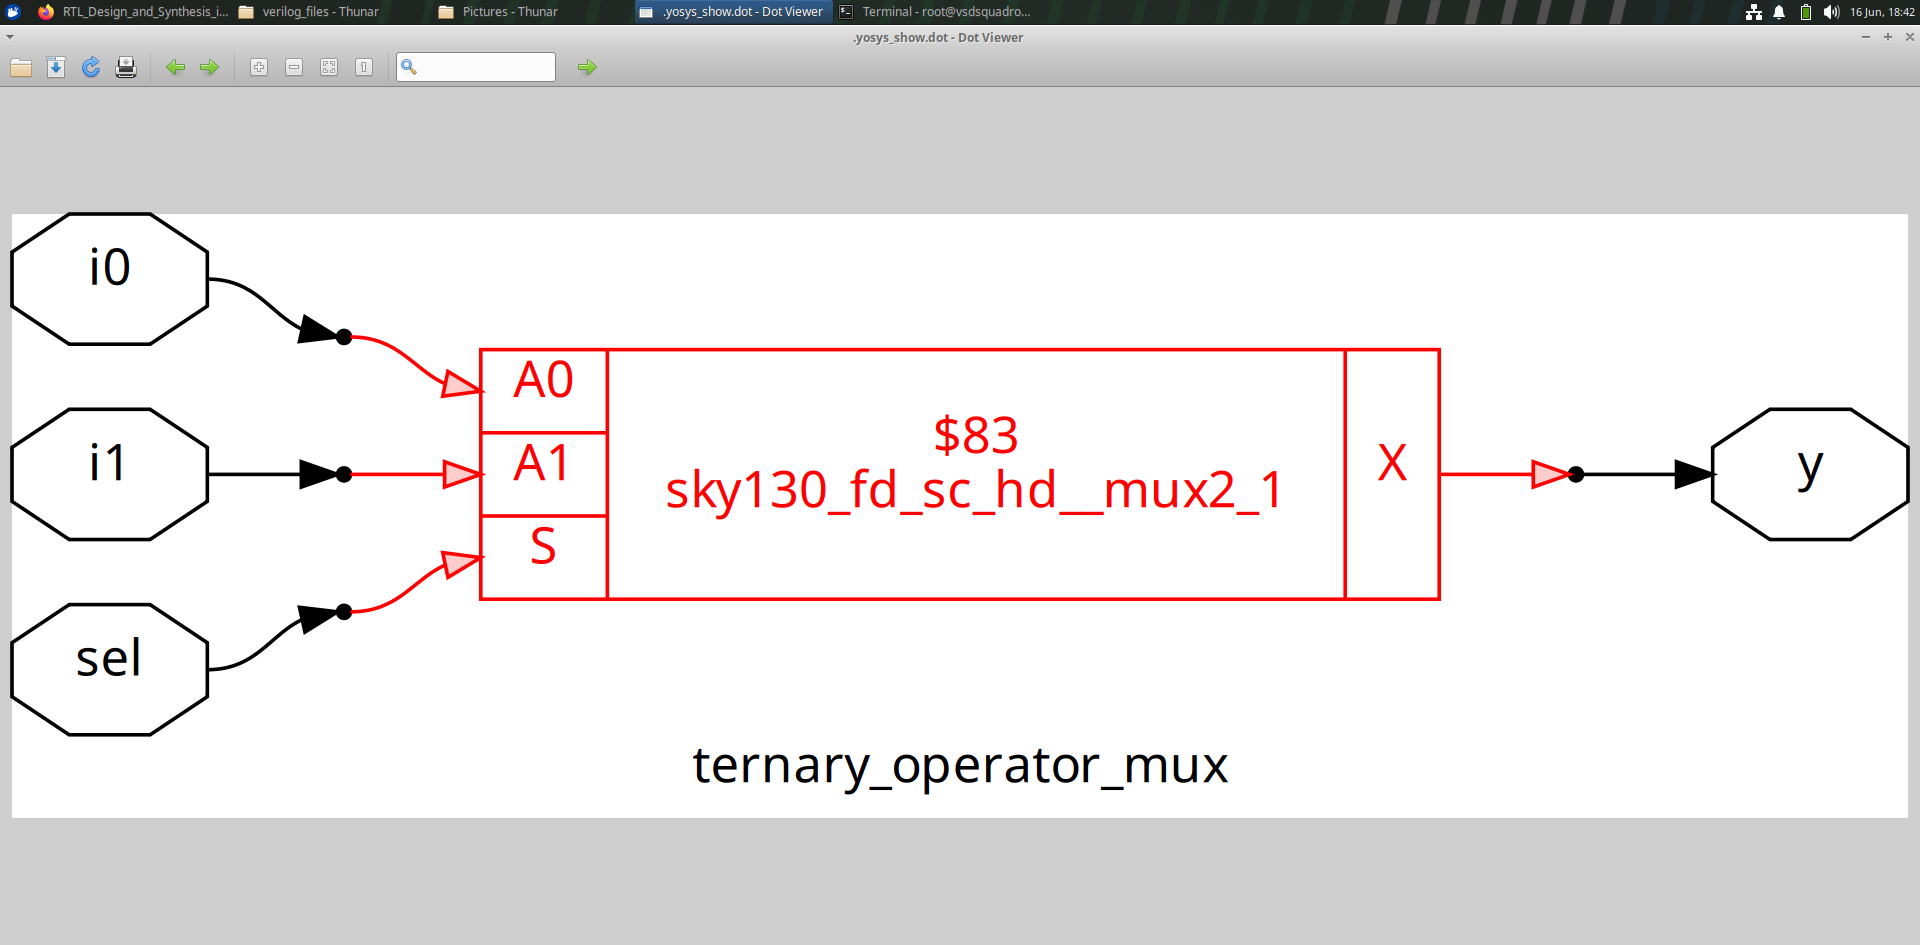 RTL_Design_and_Synthesis_i...
verilog_files - Thunar
Pictures - Thunar
.yosys_show.dot - Dot Viewer
Terminal - root@vsdsquadro...
16 Jun, 18:42
.yosys_show.dot - Dot Viewer
i0
i1
sel
A0
A1
S
$83
sky130_fd_sc_hd__mux2_1
X
y
ternary_operator_mux